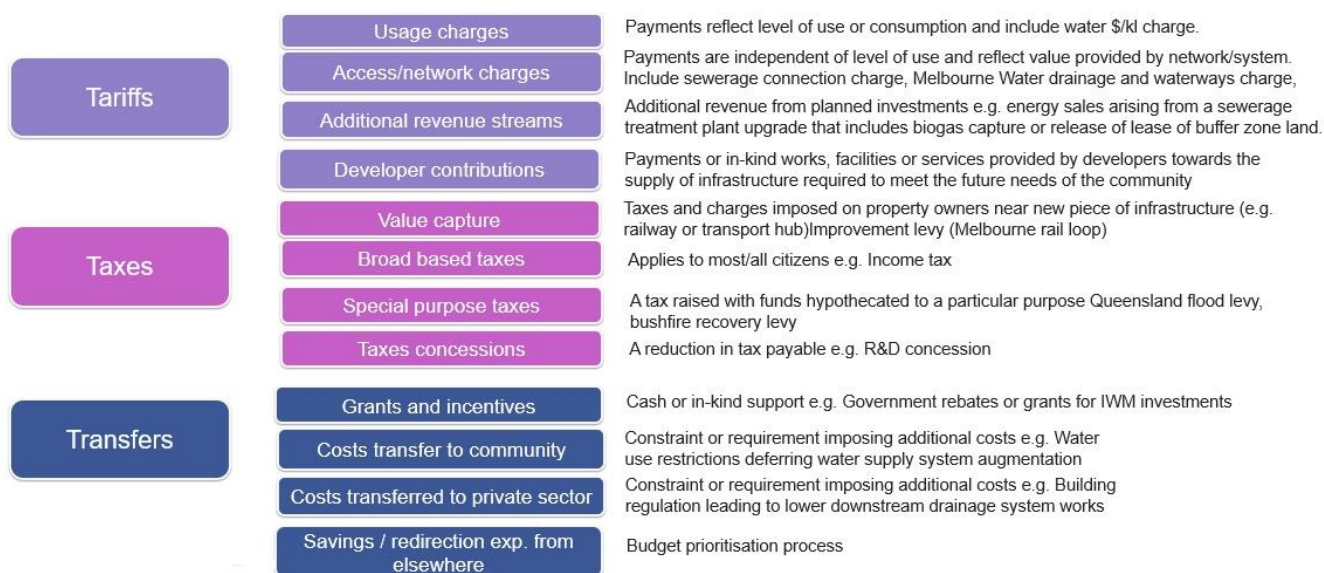 Tariffs
Usage charges
Payments reflect level of use or consumption and include water $/kl charge.
Access/network charges
Payments are independent of level of use and reflect value provided by network/system.
Include sewerage connection charge, Melbourne Water drainage and waterways charge,
Additional revenue streams
Additional revenue from planned investments e.g. energy sales arising from a sewerage
treatment plant upgrade that includes biogas capture or release of lease of buffer zone land.
Developer contributions
Payments or in-kind works, facilities or services provided by developers towards the
supply of infrastructure required to meet the future needs of the community
Taxes
Value capture
Taxes and charges imposed on property owners near new piece of infrastructure (e.g.
railway or transport hub)Improvement levy (Melbourne rail loop)
Broad based taxes
Applies to most/all citizens e.g. Income tax
Special purpose taxes
A tax raised with funds hypothecated to a particular purpose Queensland flood levy,
bushfire recovery levy
Taxes concessions
A reduction in tax payable e.g. R&D concession
Transfers
Grants and incentives
Cash or in-kind support e.g. Government rebates or grants for IWM investments
Costs transfer to community
Constraint or requirement imposing additional costs e.g. Water
use restrictions deferring water supply system augmentation
Costs transferred to private sector
Constraint or requirement imposing additional costs e.g. Building
regulation leading to lower downstream drainage system works
Savings / redirection exp. from
elsewhere
Budget prioritisation process